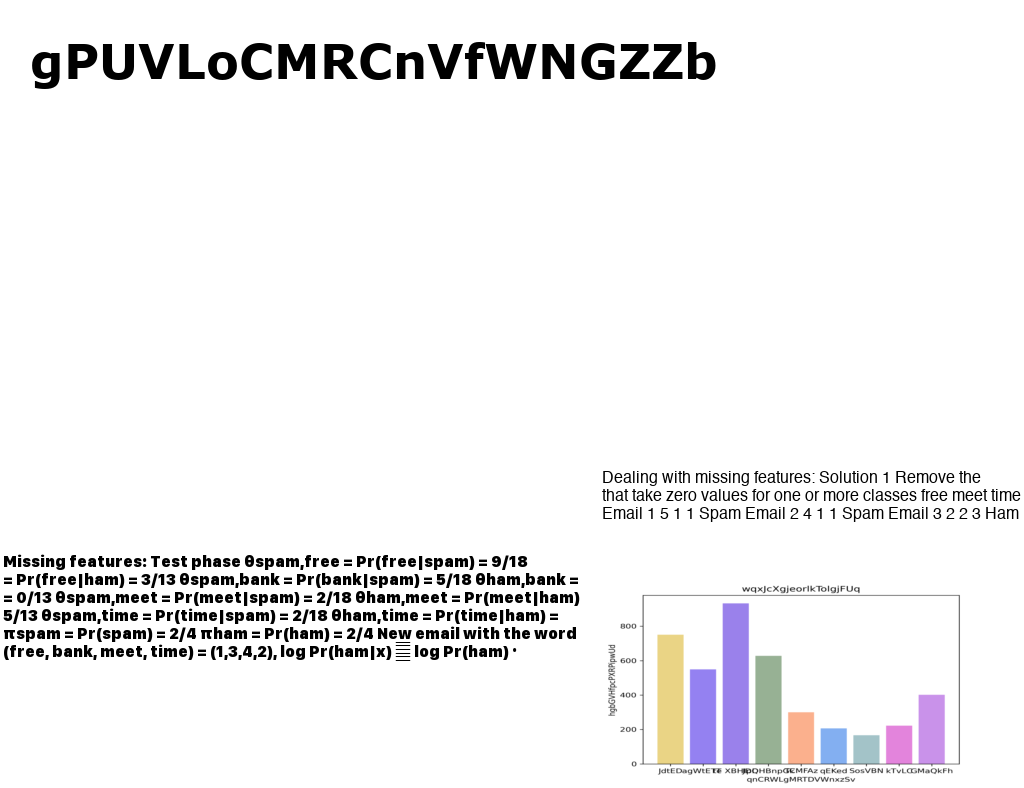 gPUVLoCMRCnVfWNGZZb
Dealing with missing features: Solution 1 Remove the
that take zero values for one or more classes free meet time
Email 1 5 1 1 Spam Email 2 4 1 1 Spam Email 3 2 2 3 Ham
Missing features: Test phase θspam,free = Pr(free|spam) = 9/18
= Pr(free|ham) = 3/13 θspam,bank = Pr(bank|spam) = 5/18 θham,bank =
= 0/13 θspam,meet = Pr(meet|spam) = 2/18 θham,meet = Pr(meet|ham)
5/13 θspam,time = Pr(time|spam) = 2/18 θham,time = Pr(time|ham) =
πspam = Pr(spam) = 2/4 πham = Pr(ham) = 2/4 New email with the word
(free, bank, meet, time) = (1,3,4,2), log Pr(ham|x) log Pr(ham) ·
wqxJcXgjeorlkTolgjFUq
hgbGVHfpcPXRPipwUd
800
600
400
200
0
qEKed SosVBN kTvLC GMaQkFh
qnCRWLgMRTDVWnxzSv